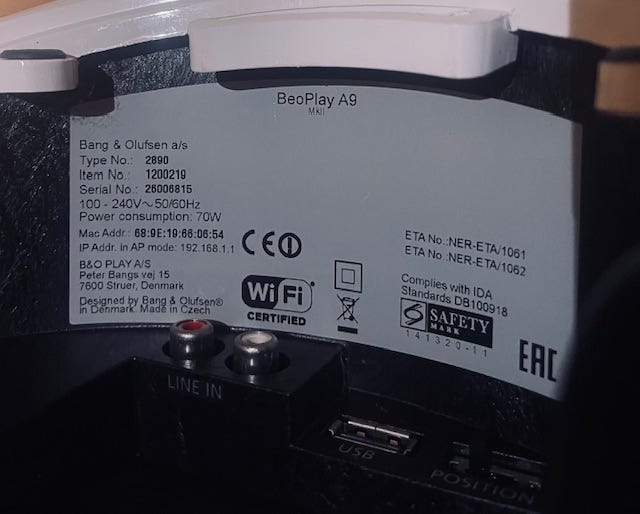 BeoPlay A9
MkII
Bang & Olufsen a/s
Type No.: 2890
Item No.: 1200219
Serial No.: 26006815
100 - 240V~50/60Hz
Power consumption: 70W
Mac Addr.: 68:9E:19:66:06:54
IP Addr. in AP mode: 192.168.1.1
B&O PLAY A/S
Peter Bangs vej 15
7600 Struer, Denmark
Designed by Bang & Olufsen®
in Denmark. Made in Czech
CE
Wi Fi®
CERTIFIED
ETA No.:NER-ETA/1061
ETA No.:NER-ETA/1062
Complies with IDA
Standards DB100918
SAFETY
MARK
141320-11
EAC
LINE IN
USB
POSITION